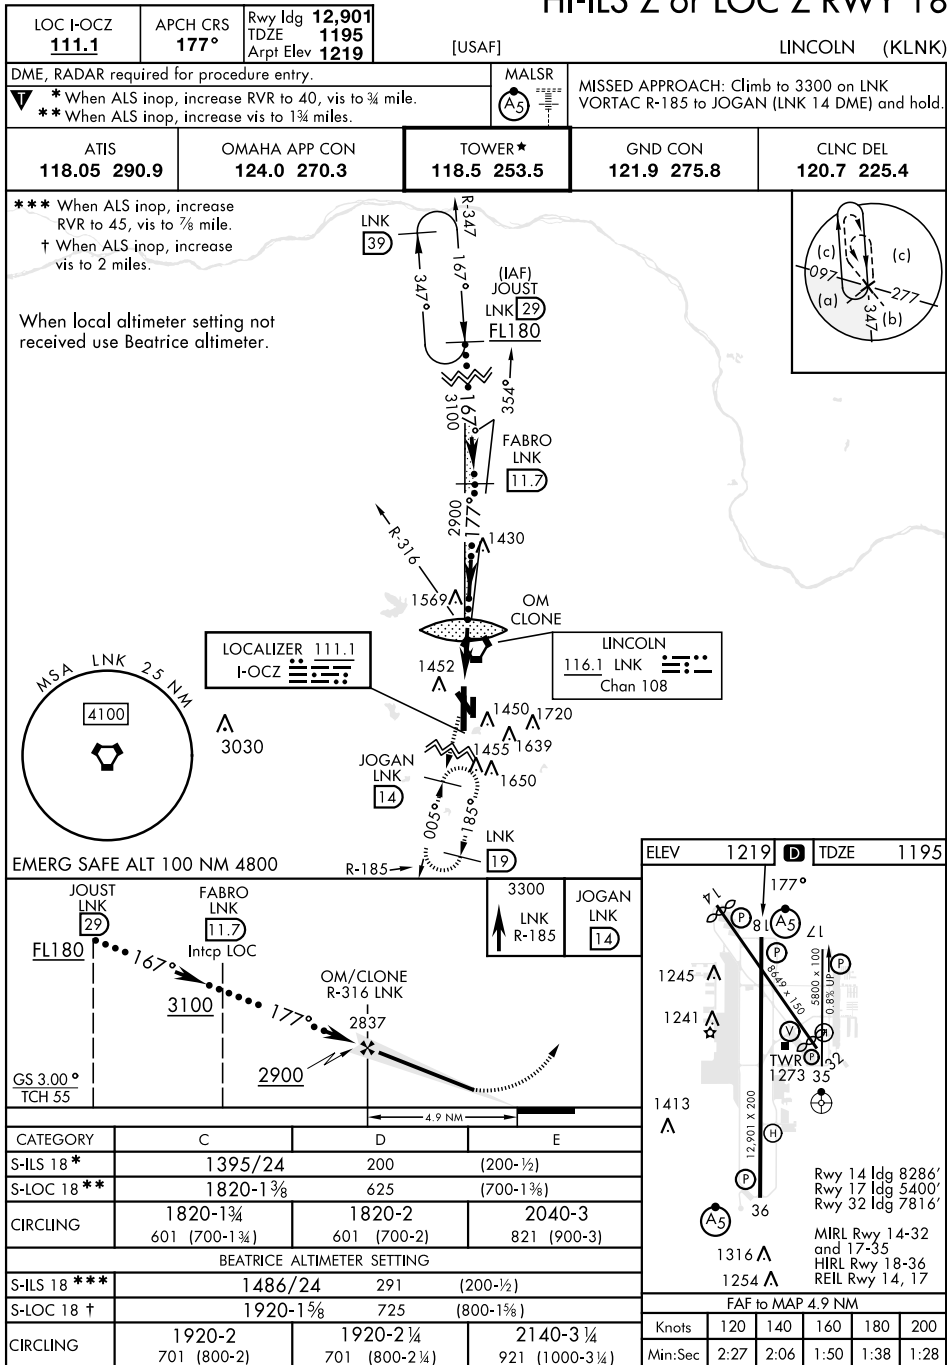 HI-ILS Z or LOC Z RWY 18
LOC I-OCZ
111.1
APCH CRS
177°
Rwy ldg 12,901
TDZE 1195
Arpt Elev 1219
[USAF]
LINCOLN (KLNK)
DME, RADAR required for procedure entry.
T * When ALS inop, increase RVR to 40, vis to ¾ mile.
** When ALS inop, increase vis to 1¾ miles.
MALSR
A5
MISSED APPROACH: Climb to 3300 on LNK
VORTAC R-185 to JOGAN (LNK 14 DME) and hold.
ATIS
118.05 290.9
OMAHA APP CON
124.0 270.3
TOWER★
118.5 253.5
GND CON
121.9 275.8
CLNC DEL
120.7 225.4
*** When ALS inop, increase
RVR to 45, vis to ⅞ mile.
† When ALS inop, increase
vis to 2 miles.
When local altimeter setting not
received use Beatrice altimeter.
LNK
39
R-347
347°
167°
(IAF)
JOUST
LNK 29
FL180
354°
167°
3100
FABRO
LNK
11.7
2900
177°
R-316
1430
1569
OM
CLONE
(c)
(c)
097
277
(a)
(b)
347
LOCALIZER 111.1
I-OCZ
LINCOLN
116.1 LNK
Chan 108
1452
1450
1720
1455
1639
1650
MSA LNK 25 NM
4100
3030
JOGAN
LNK
14
005°
185°
LNK
19
R-185
EMERG SAFE ALT 100 NM 4800
JOUST
LNK
29
FL180
FABRO
LNK
11.7
Intcp LOC
167°
3100
177°
OM/CLONE
R-316 LNK
2837
2900
GS 3.00°
TCH 55
4.9 NM
3300
LNK
R-185
JOGAN
LNK
14
ELEV 1219 D TDZE 1195
177°
14
P
18
A5
17
P
P
1245
8649 x 150
5800 x 100
0.8% UP
1241
V
TWR
1273
P
35
32
1413
12,901 X 200
H
P
36
A5
1316
1254
Rwy 14 ldg 8286'
Rwy 17 ldg 5400'
Rwy 32 ldg 7816'
MIRL Rwy 14-32
and 17-35
HIRL Rwy 18-36
REIL Rwy 14, 17
CATEGORY C D E
S-ILS 18 * 1395/24 200 (200-½)
S-LOC 18 ** 1820-1⅜ 625 (700-1⅜)
CIRCLING 1820-1¾ 1820-2 2040-3
601 (700-1¾) 601 (700-2) 821 (900-3)
BEATRICE ALTIMETER SETTING
S-ILS 18 *** 1486/24 291 (200-½)
S-LOC 18 † 1920-1⅝ 725 (800-1⅝)
CIRCLING 1920-2 1920-2¼ 2140-3¼
701 (800-2) 701 (800-2¼) 921 (1000-3¼)
FAF to MAP 4.9 NM
Knots 120 140 160 180 200
Min:Sec 2:27 2:06 1:50 1:38 1:28